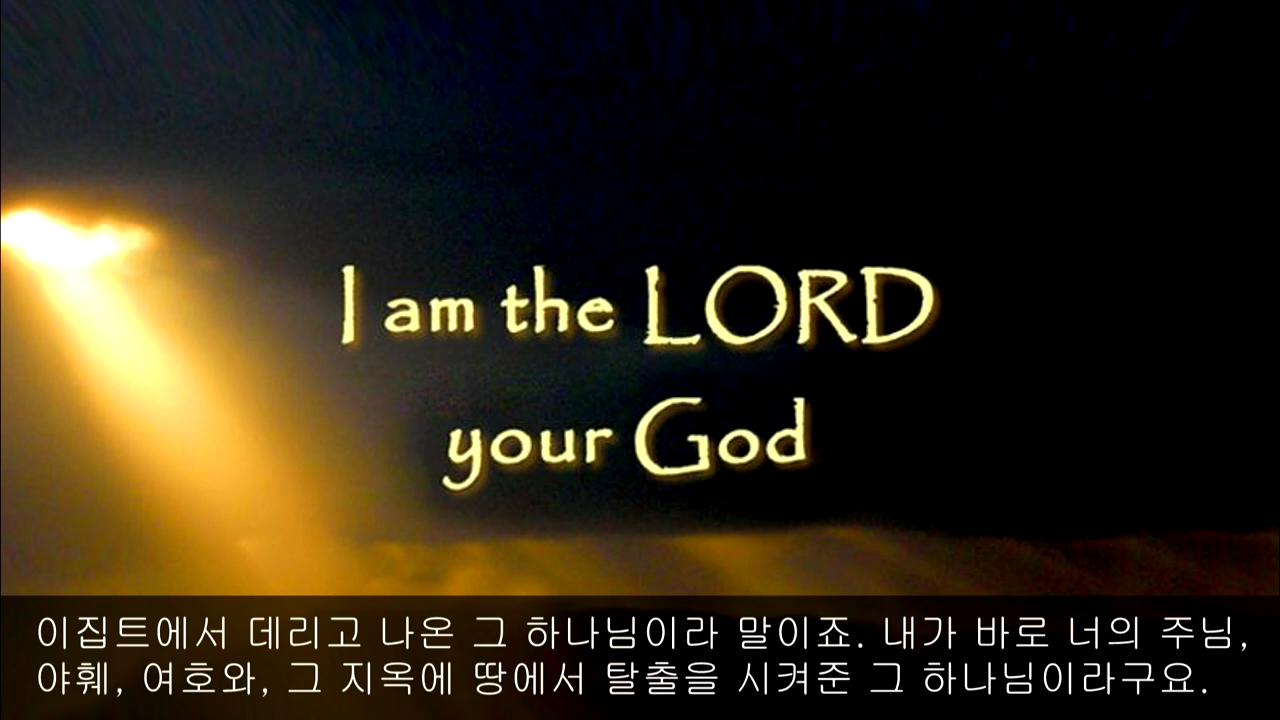 I am the LORD
your God
이집트에서 데리고 나온 그 하나님이라 말이죠. 내가 바로 너의 주님,
야훼, 여호와, 그 지옥에 땅에서 탈출을 시켜준 그 하나님이라구요.